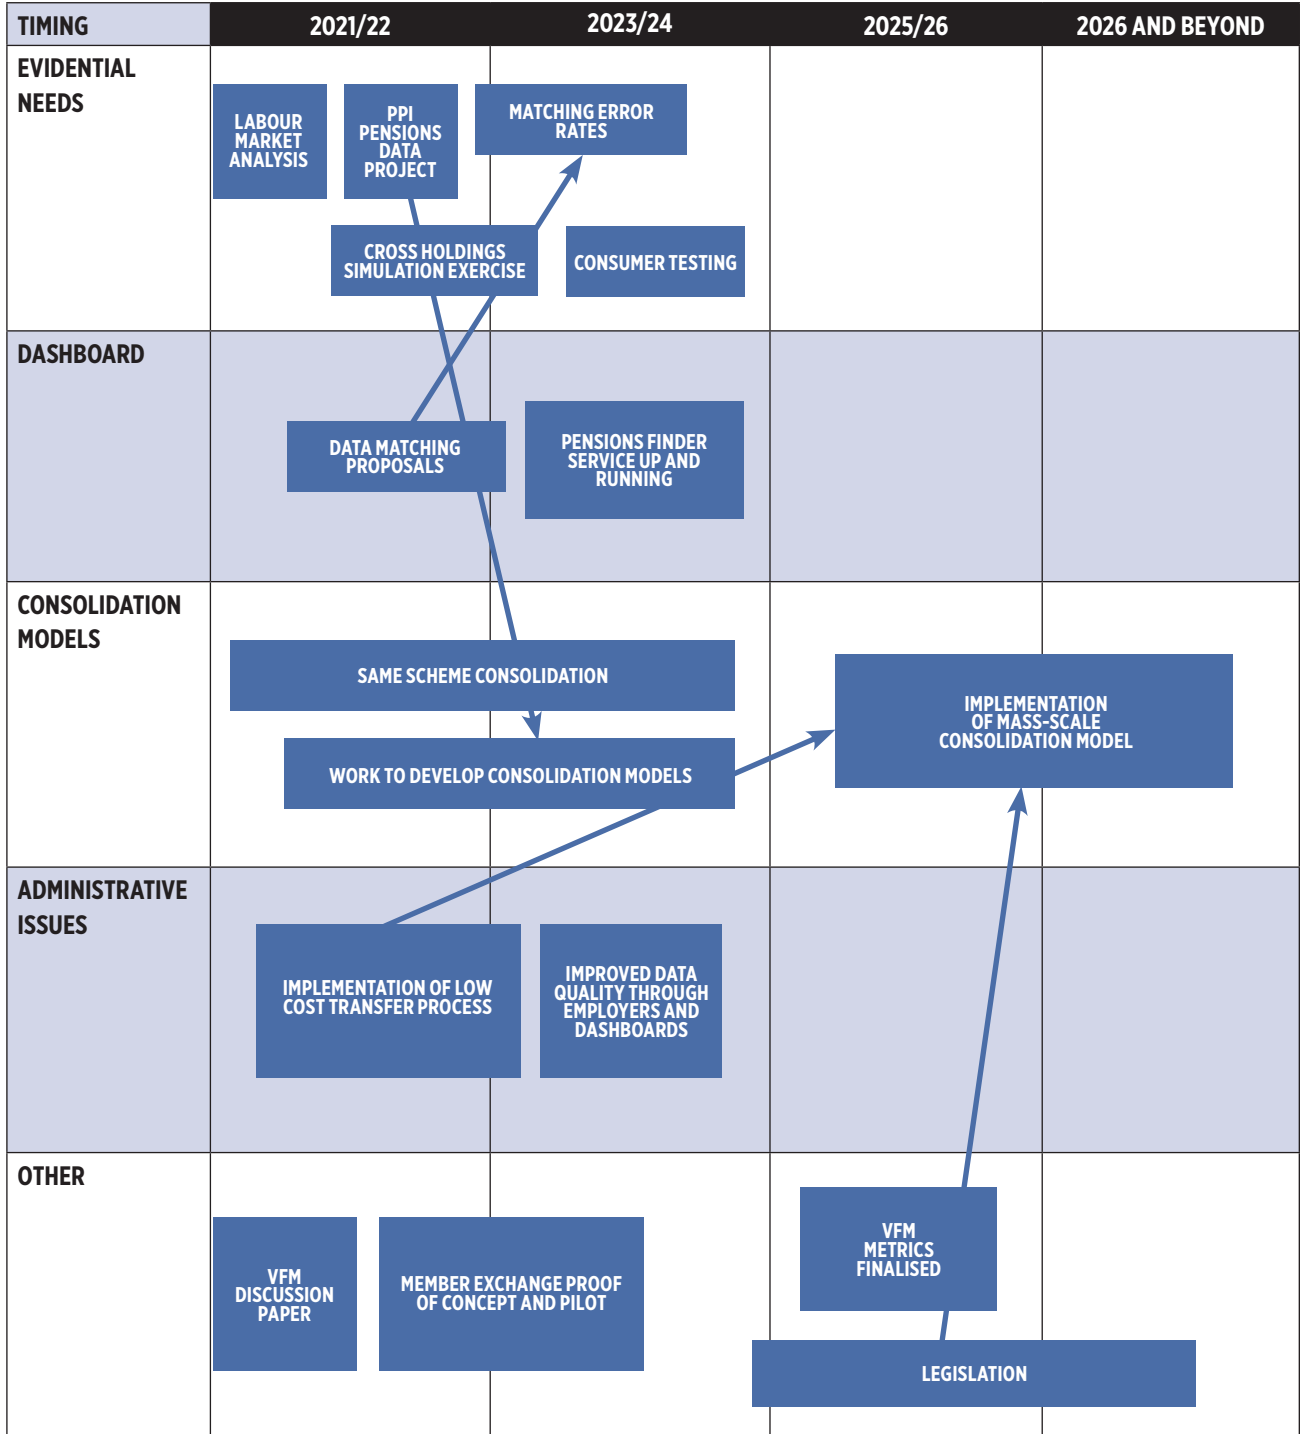 TIMING
2021/22
2023/24
2025/26
2026 AND BEYOND
EVIDENTIAL
NEEDS
LABOUR
MARKET
ANALYSIS
PPI
PENSIONS
DATA
PROJECT
MATCHING ERROR
RATES
CROSS HOLDINGS
SIMULATION EXERCISE
CONSUMER TESTING
DASHBOARD
DATA MATCHING
PROPOSALS
PENSIONS FINDER
SERVICE UP AND
RUNNING
CONSOLIDATION
MODELS
SAME SCHEME CONSOLIDATION
WORK TO DEVELOP CONSOLIDATION MODELS
IMPLEMENTATION
OF MASS-SCALE
CONSOLIDATION MODEL
ADMINISTRATIVE
ISSUES
IMPLEMENTATION OF LOW
COST TRANSFER PROCESS
IMPROVED DATA
QUALITY THROUGH
EMPLOYERS AND
DASHBOARDS
OTHER
VFM
DISCUSSION
PAPER
MEMBER EXCHANGE PROOF
OF CONCEPT AND PILOT
VFM
METRICS
FINALISED
LEGISLATION